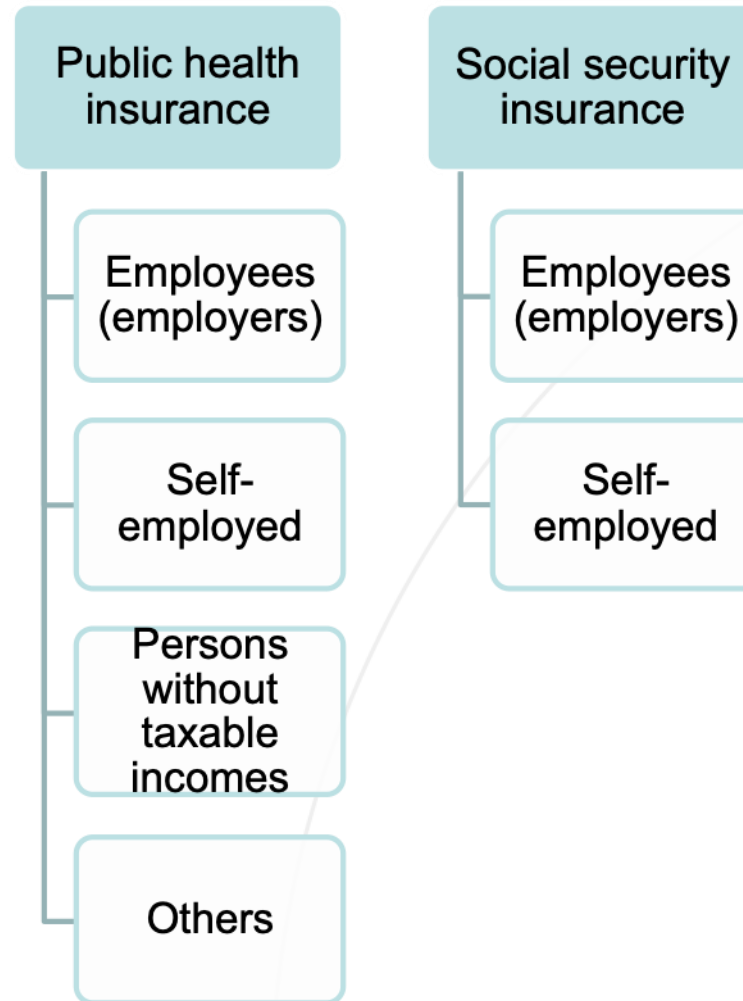 Public health
insurance
Employees
(employers)
Self-
employed
Persons
without
taxable
incomes
Others
Social security
insurance
Employees
(employers)
Self-
employed